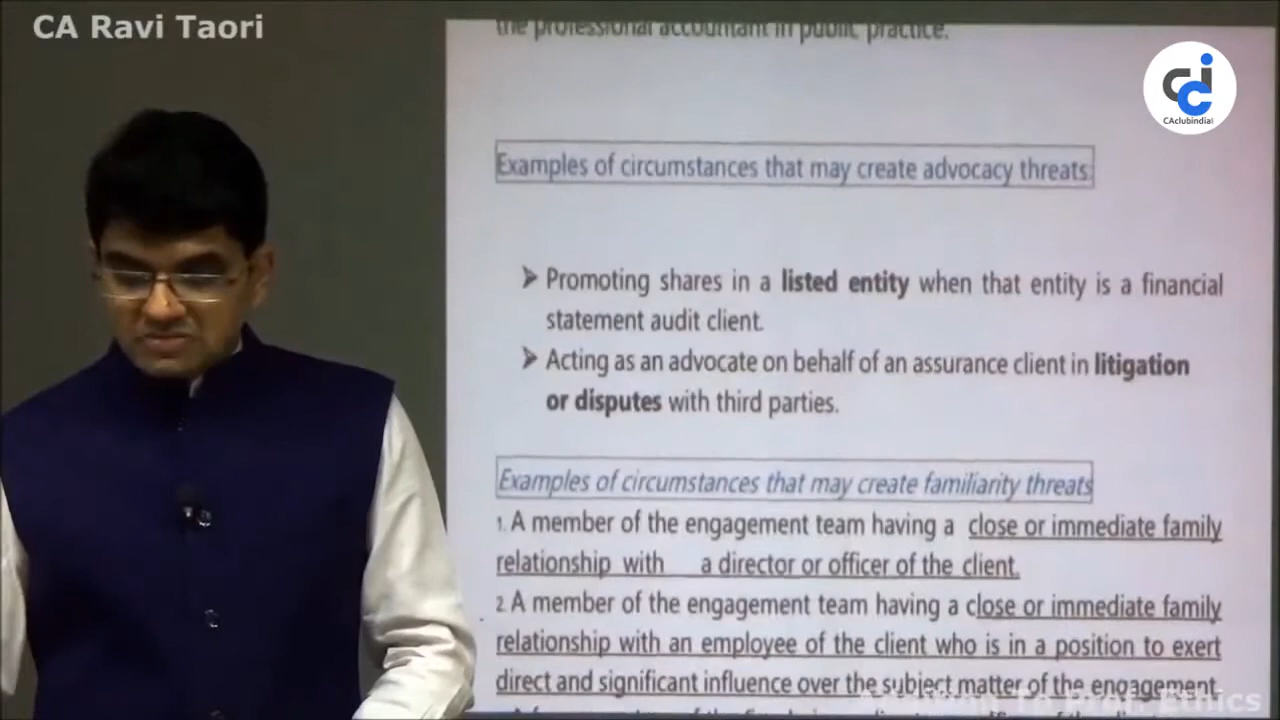 CA Ravi Taori
the professional accountant in public practice.
CAclubindia
Examples of circumstances that may create advocacy threats:
➢ Promoting shares in a listed entity when that entity is a financial
statement audit client.
➢ Acting as an advocate on behalf of an assurance client in litigation
or disputes with third parties.
Examples of circumstances that may create familiarity threats
1. A member of the engagement team having a close or immediate family
relationship with a director or officer of the client.
2. A member of the engagement team having a close or immediate family
relationship with an employee of the client who is in a position to exert
direct and significant influence over the subject matter of the engagement.
To Prof. Ethics